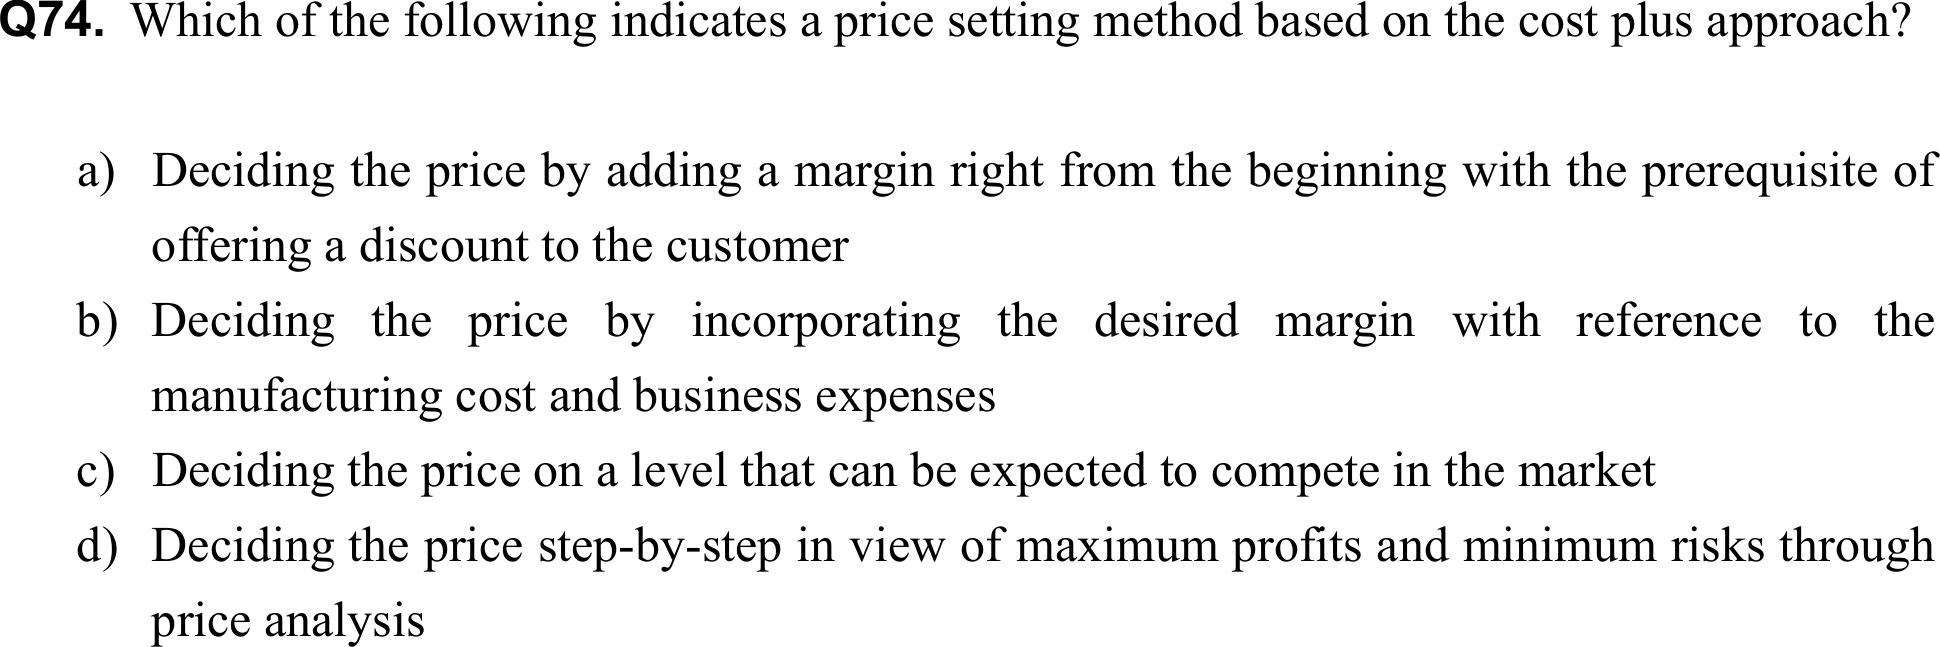 Q74. Which of the following indicates a price setting method based on the cost plus approach?
a) Deciding the price by adding a margin right from the beginning with the prerequisite of
offering a discount to the customer
b) Deciding the price by incorporating the desired margin with reference to the
manufacturing cost and business expenses
c) Deciding the price on a level that can be expected to compete in the market
d) Deciding the price step-by-step in view of maximum profits and minimum risks through
price analysis